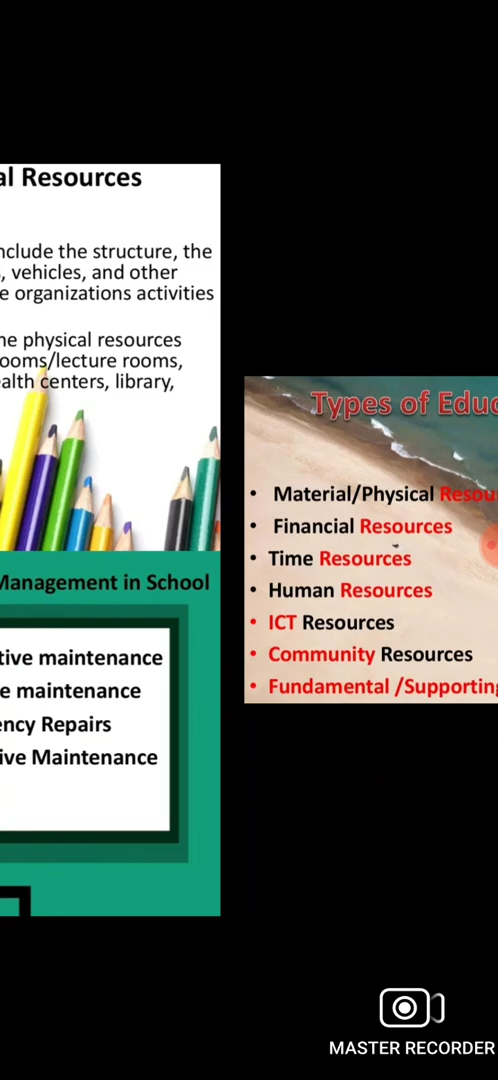 al Resources
nclude the structure, the
, vehicles, and other
e organizations activities
ne physical resources
ooms/lecture rooms,
ealth centers, library,
Management in School
tive maintenance
e maintenance
ency Repairs
ive Maintenance
Types of Educ
• Material/Physical Resou
• Financial Resources
• Time Resources
• Human Resources
• ICT Resources
• Community Resources
• Fundamental /Supporting
MASTER RECORDER